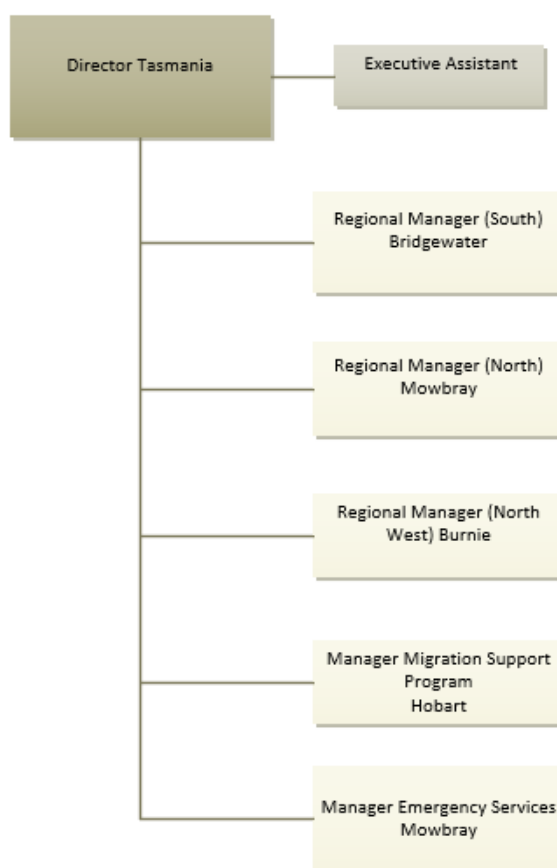 Director Tasmania
Executive Assistant
Regional Manager (South)
Bridgewater
Regional Manager (North)
Mowbray
Regional Manager (North
West) Burnie
Manager Migration Support
Program
Hobart
Manager Emergency Services
Mowbray